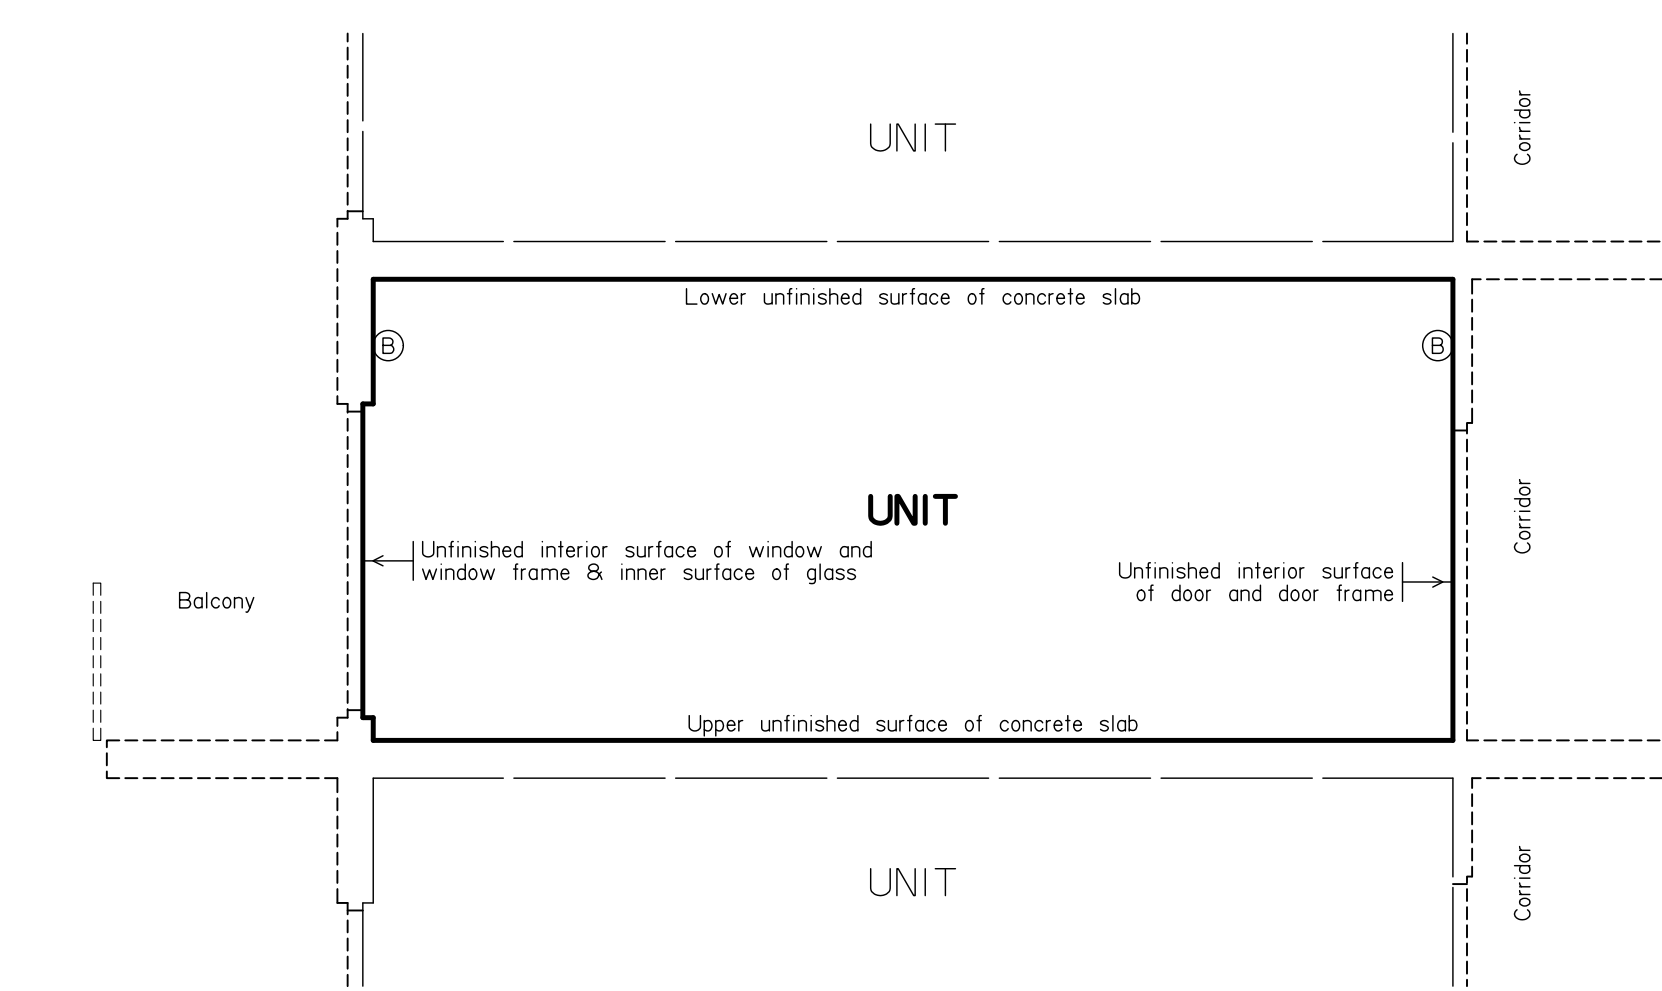 UNIT
Corridor
Lower unfinished surface of concrete slab
B
B
UNIT
Corridor
Unfinished interior surface of window and
window frame & inner surface of glass
Unfinished interior surface
of door and door frame
Balcony
Upper unfinished surface of concrete slab
UNIT
Corridor